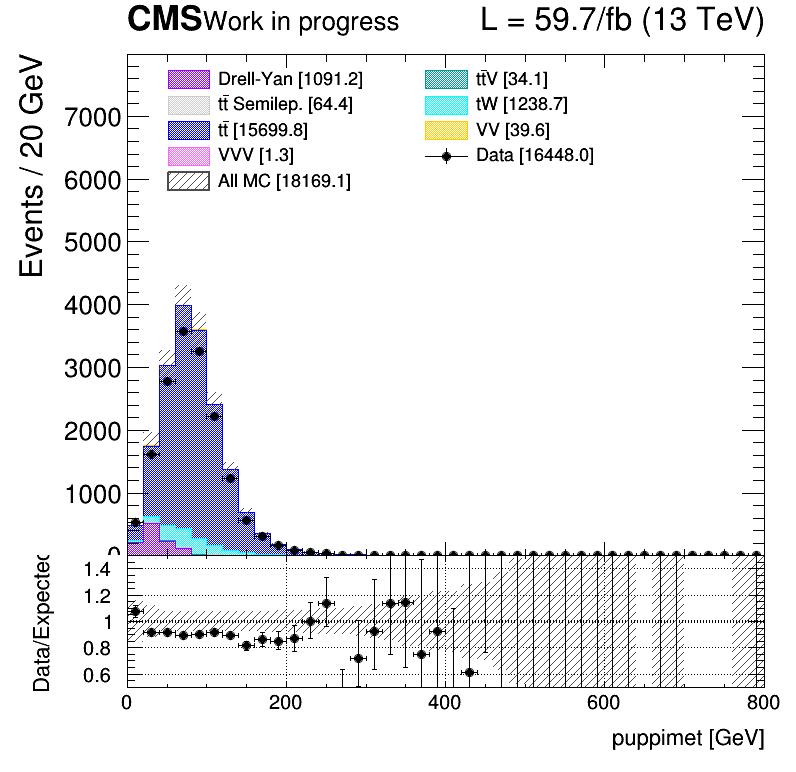 CMS Work in progress L = 59.7/fb (13 TeV)
Drell-Yan [1091.2] tt̄V [34.1]
tt̄ Semilep. [64.4] tW [1238.7]
tt̄ [15699.8] VV [39.6]
VVV [1.3] Data [16448.0]
All MC [18169.1]
Events / 20 GeV
7000
6000
5000
4000
3000
2000
1000
0
Data/Expected
1.4
1.2
1
0.8
0.6
0 200 400 600 800
puppimet [GeV]